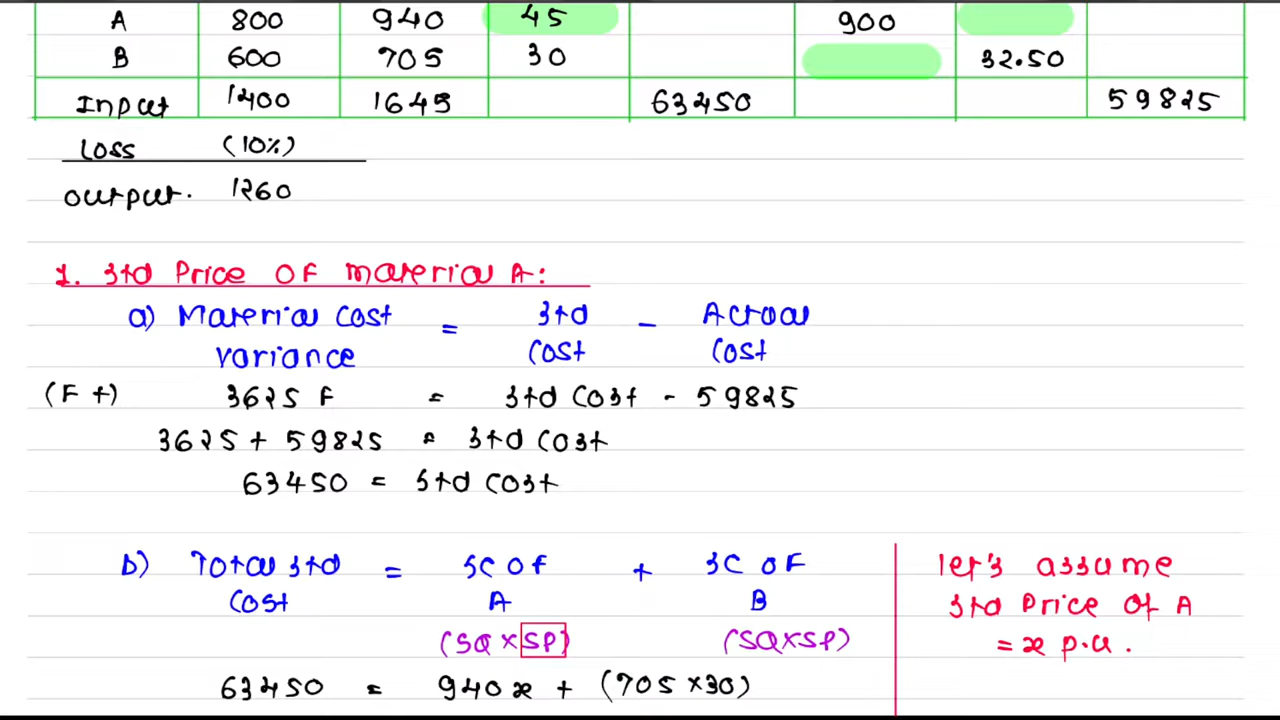 A 800 940 45 900
B 600 705 30 32.50
Input 1400 1645 63450 59825
Loss (10%)
output. 1260
1. Std Price OF material A:
a) Material Cost = Std - Actual
variance Cost Cost
(F +) 3625 F = Std Cost - 59825
3625 + 59825 = Std Cost
63450 = Std Cost
b) Total Std = SC OF + SC OF
Cost A B
(SQ × SP) (SQ×SP)
63450 = 940 x + (705 × 30)
let's assume
Std Price of A
= x p.u.